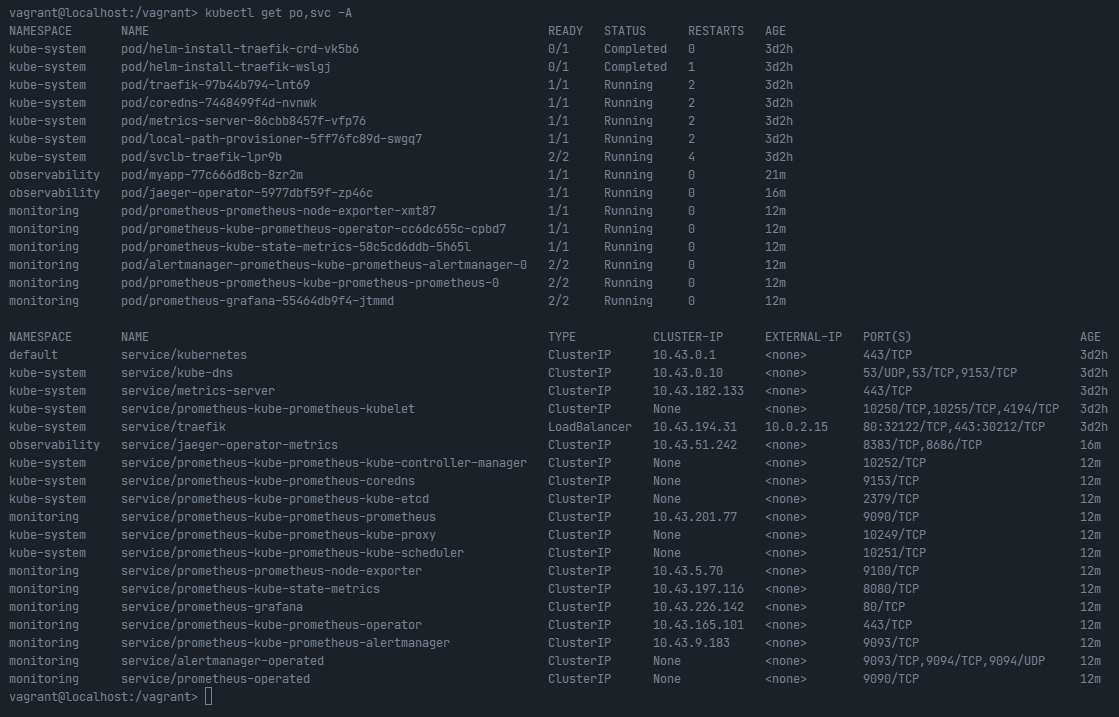 vagrant@localhost:/vagrant> kubectl get po,svc -A
NAMESPACE       NAME                                                         READY   STATUS      RESTARTS   AGE
kube-system     pod/helm-install-traefik-crd-vk5b6                           0/1     Completed   0          3d2h
kube-system     pod/helm-install-traefik-wslgj                               0/1     Completed   1          3d2h
kube-system     pod/traefik-97b44b794-lnt69                                  1/1     Running     2          3d2h
kube-system     pod/coredns-7448499f4d-nvnwk                                 1/1     Running     2          3d2h
kube-system     pod/metrics-server-86cbb8457f-vfp76                          1/1     Running     2          3d2h
kube-system     pod/local-path-provisioner-5ff76fc89d-swgq7                  1/1     Running     2          3d2h
kube-system     pod/svclb-traefik-lpr9b                                      2/2     Running     4          3d2h
observability   pod/myapp-77c666d8cb-8zr2m                                   1/1     Running     0          21m
observability   pod/jaeger-operator-5977dbf59f-zp46c                         1/1     Running     0          16m
monitoring      pod/prometheus-prometheus-node-exporter-xmt87                1/1     Running     0          12m
monitoring      pod/prometheus-kube-prometheus-operator-cc6dc655c-cpbd7      1/1     Running     0          12m
monitoring      pod/prometheus-kube-state-metrics-58c5cd6ddb-5h65l           1/1     Running     0          12m
monitoring      pod/alertmanager-prometheus-kube-prometheus-alertmanager-0   2/2     Running     0          12m
monitoring      pod/prometheus-prometheus-kube-prometheus-prometheus-0       2/2     Running     0          12m
monitoring      pod/prometheus-grafana-55464db9f4-jtmmd                      2/2     Running     0          12m
NAMESPACE       NAME                                                         TYPE           CLUSTER-IP      EXTERNAL-IP   PORT(S)                        AGE
default         service/kubernetes                                           ClusterIP      10.43.0.1       <none>        443/TCP                        3d2h
kube-system     service/kube-dns                                             ClusterIP      10.43.0.10      <none>        53/UDP,53/TCP,9153/TCP         3d2h
kube-system     service/metrics-server                                       ClusterIP      10.43.182.133   <none>        443/TCP                        3d2h
kube-system     service/prometheus-kube-prometheus-kubelet                   ClusterIP      None            <none>        10250/TCP,10255/TCP,4194/TCP   3d2h
kube-system     service/traefik                                              LoadBalancer   10.43.194.31    10.0.2.15     80:32122/TCP,443:30212/TCP     3d2h
observability   service/jaeger-operator-metrics                              ClusterIP      10.43.51.242    <none>        8383/TCP,8686/TCP              16m
kube-system     service/prometheus-kube-prometheus-kube-controller-manager   ClusterIP      None            <none>        10252/TCP                      12m
kube-system     service/prometheus-kube-prometheus-coredns                   ClusterIP      None            <none>        9153/TCP                       12m
kube-system     service/prometheus-kube-prometheus-kube-etcd                 ClusterIP      None            <none>        2379/TCP                       12m
monitoring      service/prometheus-kube-prometheus-prometheus                ClusterIP      10.43.201.77    <none>        9090/TCP                       12m
kube-system     service/prometheus-kube-prometheus-kube-proxy                ClusterIP      None            <none>        10249/TCP                      12m
kube-system     service/prometheus-kube-prometheus-kube-scheduler            ClusterIP      None            <none>        10251/TCP                      12m
monitoring      service/prometheus-prometheus-node-exporter                  ClusterIP      10.43.5.70      <none>        9100/TCP                       12m
monitoring      service/prometheus-kube-state-metrics                        ClusterIP      10.43.197.116   <none>        8080/TCP                       12m
monitoring      service/prometheus-grafana                                   ClusterIP      10.43.226.142   <none>        80/TCP                         12m
monitoring      service/prometheus-kube-prometheus-operator                  ClusterIP      10.43.165.101   <none>        443/TCP                        12m
monitoring      service/prometheus-kube-prometheus-alertmanager              ClusterIP      10.43.9.183     <none>        9093/TCP                       12m
monitoring      service/alertmanager-operated                                ClusterIP      None            <none>        9093/TCP,9094/TCP,9094/UDP     12m
monitoring      service/prometheus-operated                                  ClusterIP      None            <none>        9090/TCP                       12m
vagrant@localhost:/vagrant>